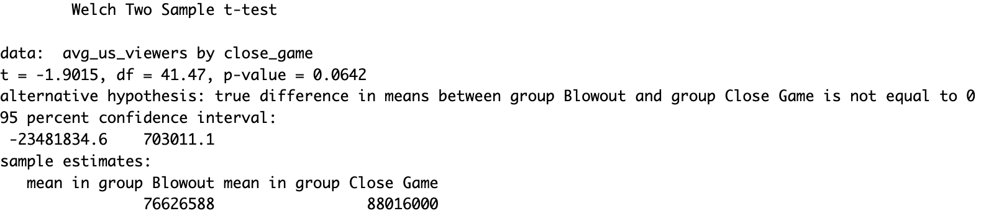 Welch Two Sample t-test
data:  avg_us_viewers by close_game
t = -1.9015, df = 41.47, p-value = 0.0642
alternative hypothesis: true difference in means between group Blowout and group Close Game is not equal to 0
95 percent confidence interval:
-23481834.6    703011.1
sample estimates:
mean in group Blowout mean in group Close Game
76626588                 88016000